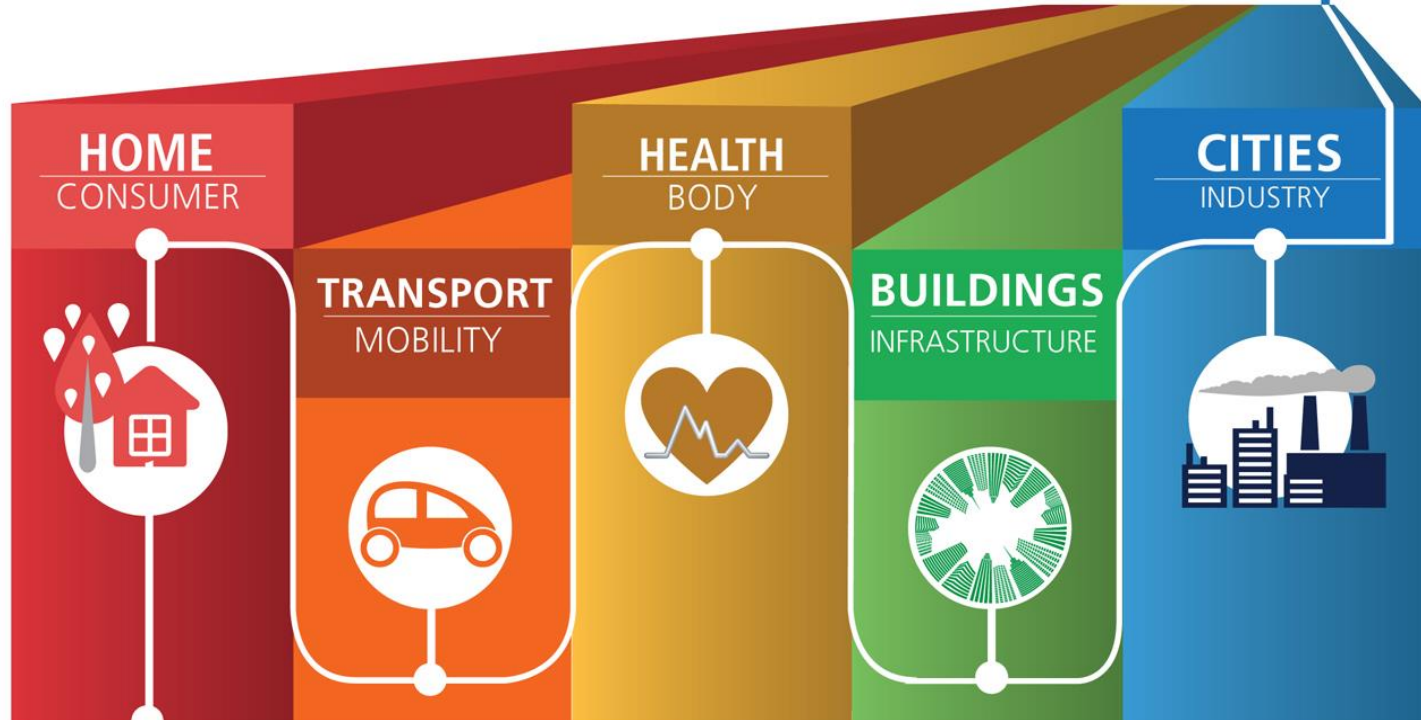 HOME
CONSUMER
TRANSPORT
MOBILITY
HEALTH
BODY
BUILDINGS
INFRASTRUCTURE
CITIES
INDUSTRY